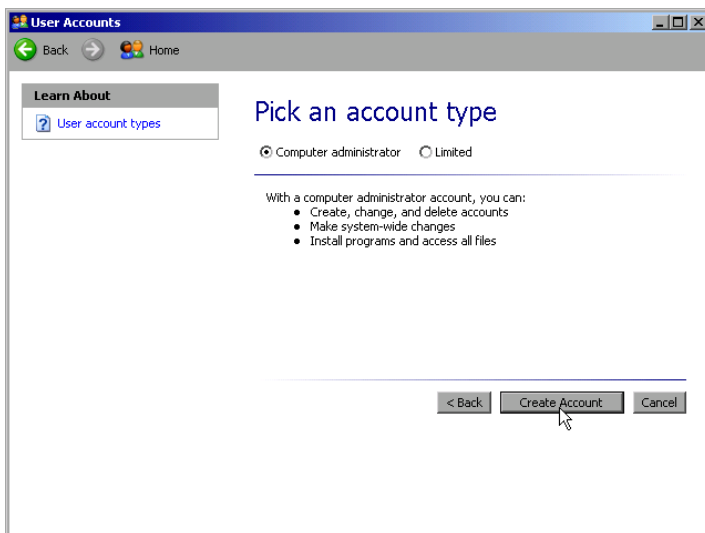 User Accounts
Back Home
Learn About
User account types
Pick an account type
Computer administrator Limited
With a computer administrator account, you can:
• Create, change, and delete accounts
• Make system-wide changes
• Install programs and access all files
< Back Create Account Cancel